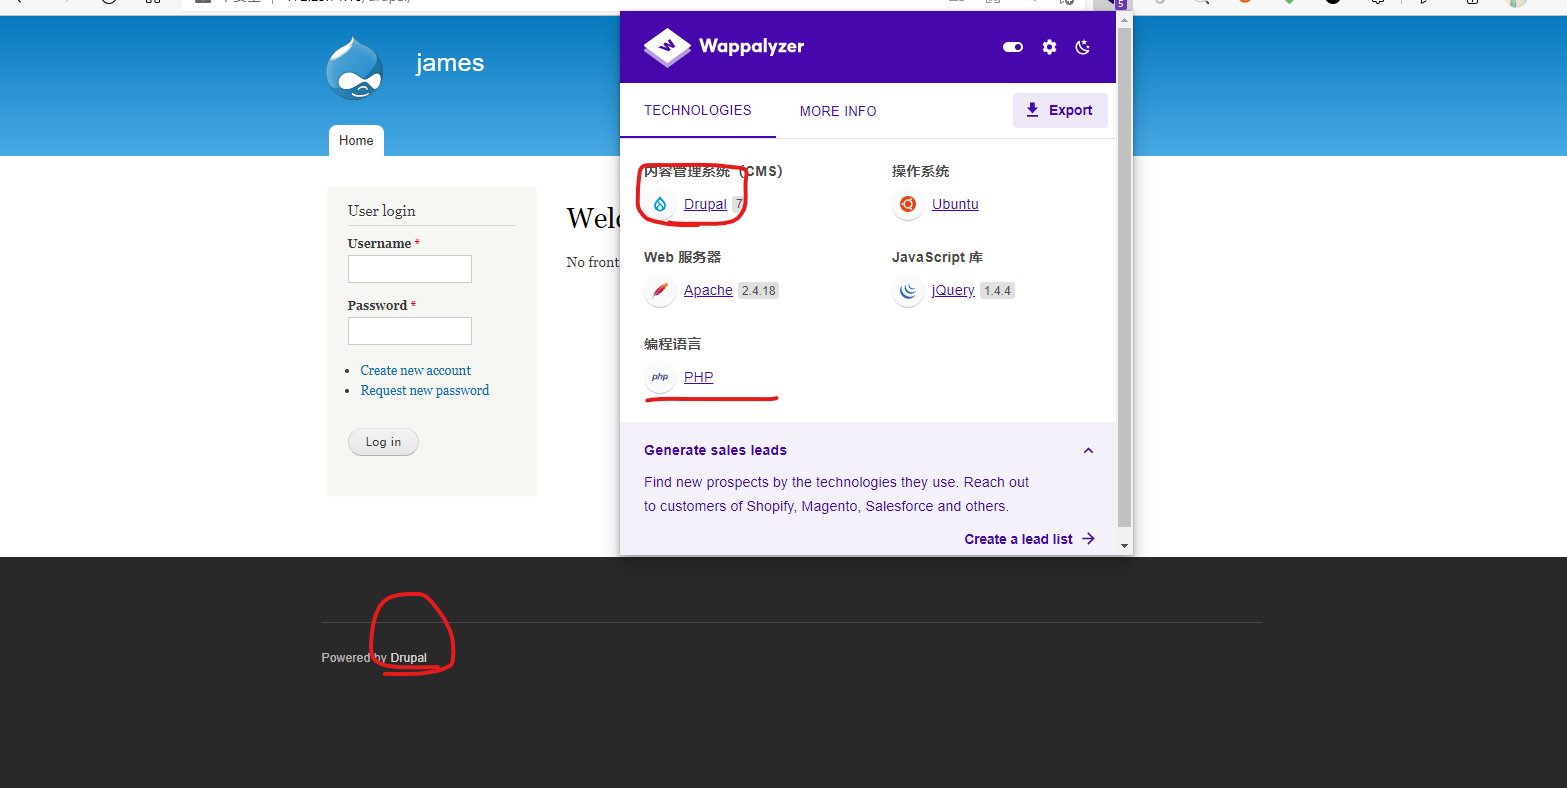 5
james
Home
User login
Username *
Password *
Create new account
Request new password
Log in
No front
Wappalyzer
TECHNOLOGIES
MORE INFO
Export
内容管理系统 (CMS)
Drupal 7
操作系统
Ubuntu
Web 服务器
Apache 2.4.18
JavaScript 库
jQuery 1.4.4
编程语言
php PHP
Generate sales leads
Find new prospects by the technologies they use. Reach out
to customers of Shopify, Magento, Salesforce and others.
Create a lead list
Powered by Drupal